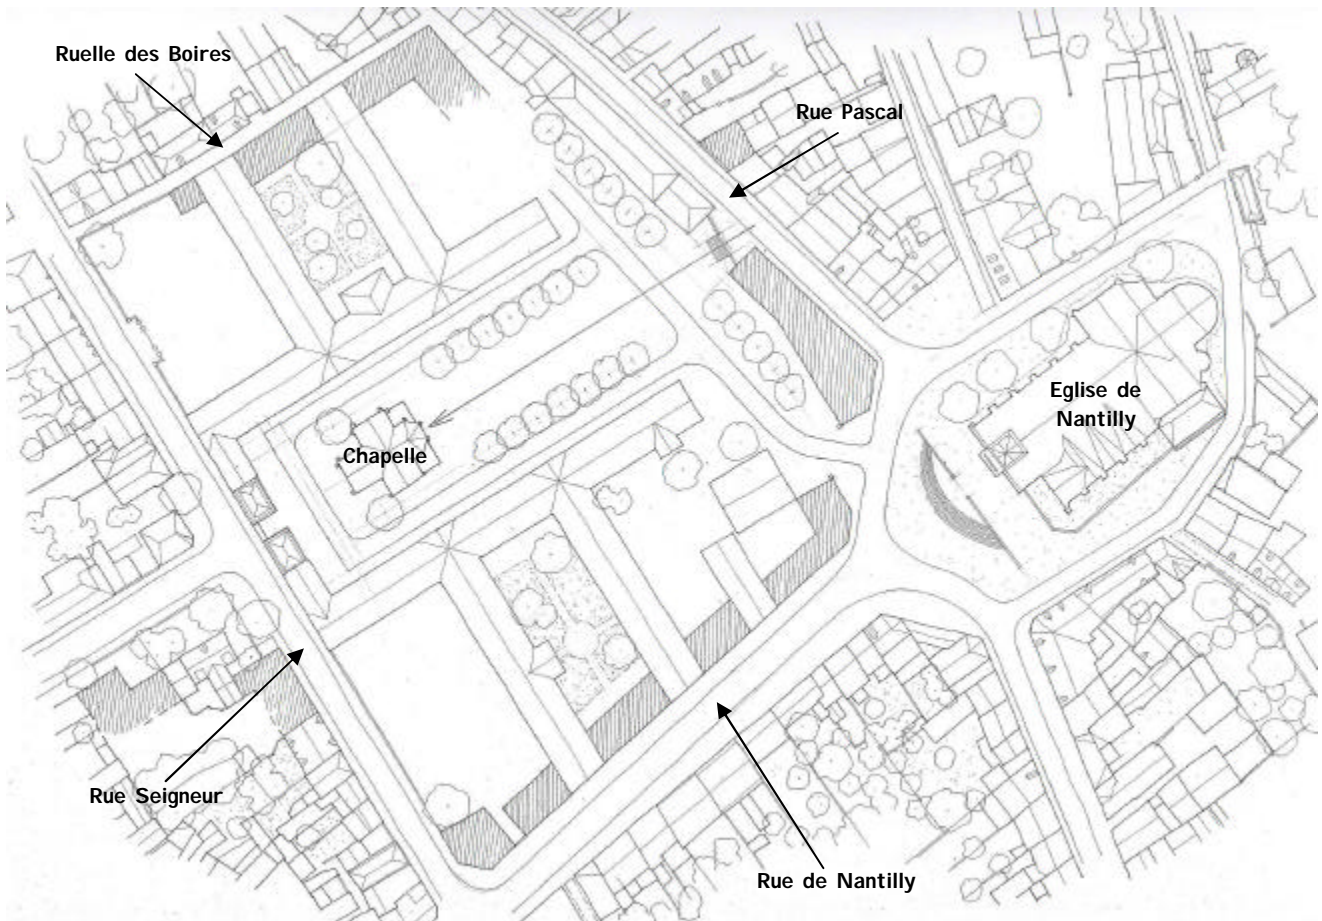 Ruelle des Boires
Rue Pascal
Eglise de
Nantilly
Chapelle
Rue Seigneur
Rue de Nantilly